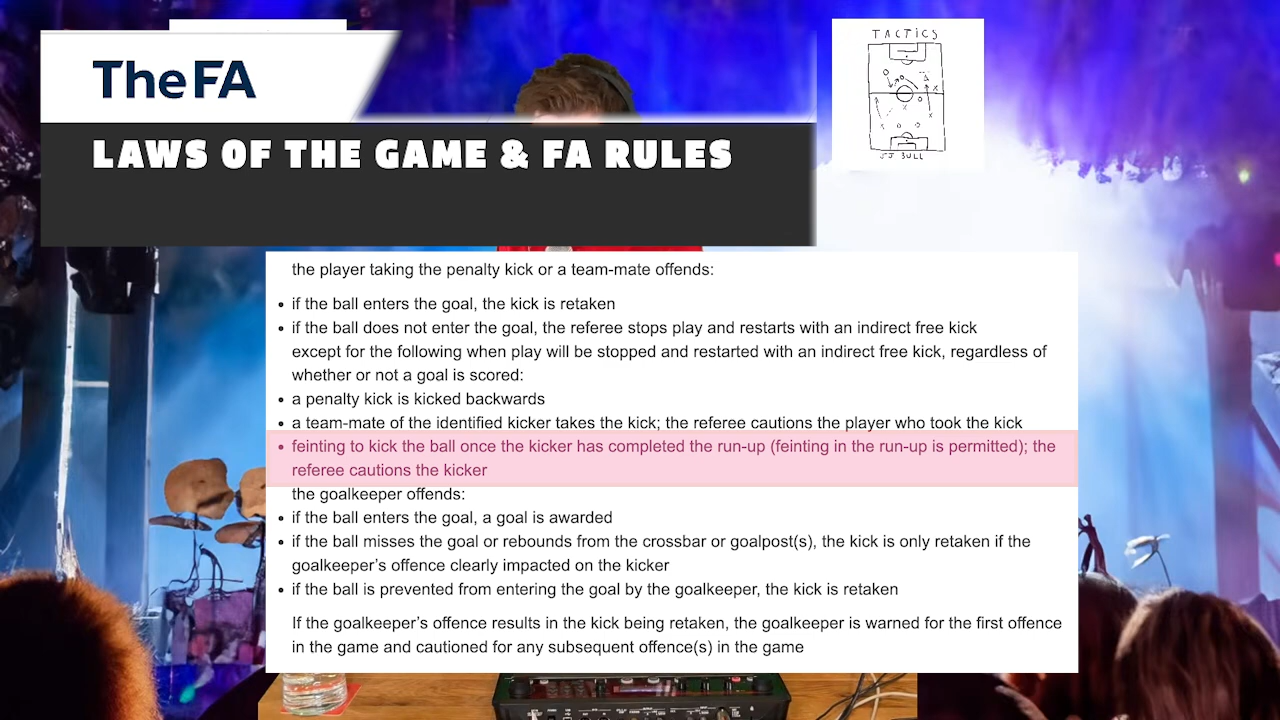 The FA
LAWS OF THE GAME & FA RULES
TACTICS
SJ BULL
the player taking the penalty kick or a team-mate offends:
• if the ball enters the goal, the kick is retaken
• if the ball does not enter the goal, the referee stops play and restarts with an indirect free kick
except for the following when play will be stopped and restarted with an indirect free kick, regardless of
whether or not a goal is scored:
• a penalty kick is kicked backwards
• a team-mate of the identified kicker takes the kick; the referee cautions the player who took the kick
• feinting to kick the ball once the kicker has completed the run-up (feinting in the run-up is permitted); the
referee cautions the kicker
the goalkeeper offends:
• if the ball enters the goal, a goal is awarded
• if the ball misses the goal or rebounds from the crossbar or goalpost(s), the kick is only retaken if the
goalkeeper’s offence clearly impacted on the kicker
• if the ball is prevented from entering the goal by the goalkeeper, the kick is retaken
If the goalkeeper’s offence results in the kick being retaken, the goalkeeper is warned for the first offence
in the game and cautioned for any subsequent offence(s) in the game